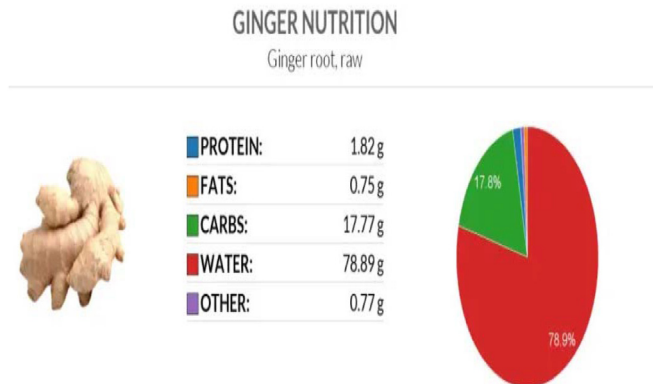 GINGER NUTRITION
Ginger root, raw
PROTEIN: 1.82 g
FATS: 0.75 g
CARBS: 17.77 g
WATER: 78.89 g
OTHER: 0.77 g
17.8%
78.9%